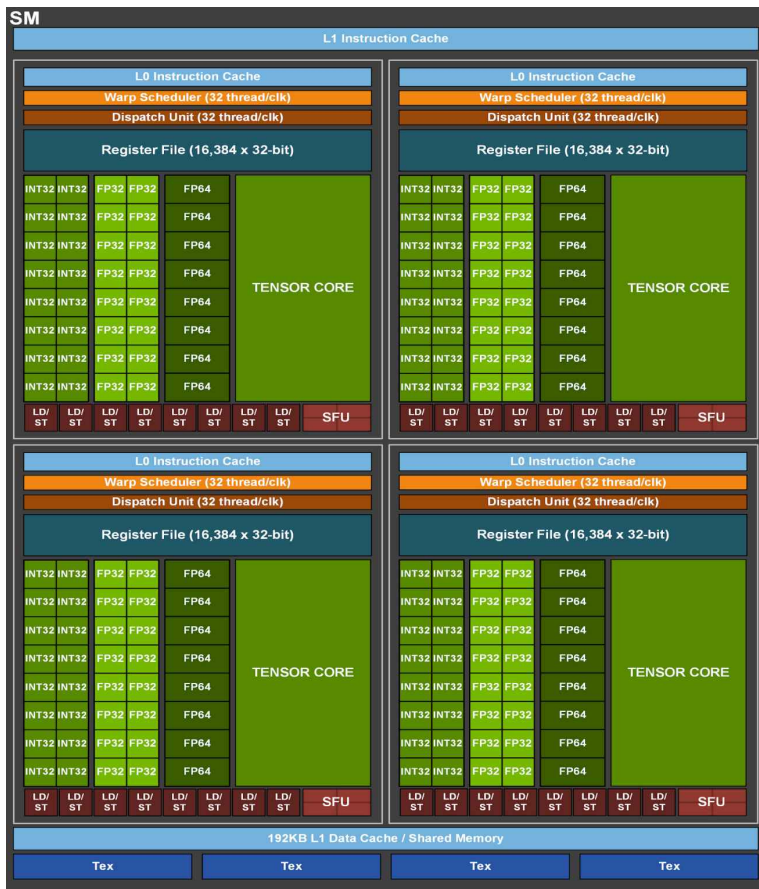 SM
L1 Instruction Cache
L0 Instruction Cache
Warp Scheduler (32 thread/clk)
Dispatch Unit (32 thread/clk)
Register File (16,384 x 32-bit)
INT32 INT32 FP32 FP32 FP64
INT32 INT32 FP32 FP32 FP64
INT32 INT32 FP32 FP32 FP64
INT32 INT32 FP32 FP32 FP64
TENSOR CORE
INT32 INT32 FP32 FP32 FP64
INT32 INT32 FP32 FP32 FP64
INT32 INT32 FP32 FP32 FP64
INT32 INT32 FP32 FP32 FP64
LD/ LD/ LD/ LD/ LD/ LD/ LD/ LD/
ST ST ST ST ST ST ST ST
SFU
L0 Instruction Cache
Warp Scheduler (32 thread/clk)
Dispatch Unit (32 thread/clk)
Register File (16,384 x 32-bit)
INT32 INT32 FP32 FP32 FP64
INT32 INT32 FP32 FP32 FP64
INT32 INT32 FP32 FP32 FP64
INT32 INT32 FP32 FP32 FP64
TENSOR CORE
INT32 INT32 FP32 FP32 FP64
INT32 INT32 FP32 FP32 FP64
INT32 INT32 FP32 FP32 FP64
INT32 INT32 FP32 FP32 FP64
LD/ LD/ LD/ LD/ LD/ LD/ LD/ LD/
ST ST ST ST ST ST ST ST
SFU
L0 Instruction Cache
Warp Scheduler (32 thread/clk)
Dispatch Unit (32 thread/clk)
Register File (16,384 x 32-bit)
INT32 INT32 FP32 FP32 FP64
INT32 INT32 FP32 FP32 FP64
INT32 INT32 FP32 FP32 FP64
INT32 INT32 FP32 FP32 FP64
TENSOR CORE
INT32 INT32 FP32 FP32 FP64
INT32 INT32 FP32 FP32 FP64
INT32 INT32 FP32 FP32 FP64
INT32 INT32 FP32 FP32 FP64
LD/ LD/ LD/ LD/ LD/ LD/ LD/ LD/
ST ST ST ST ST ST ST ST
SFU
L0 Instruction Cache
Warp Scheduler (32 thread/clk)
Dispatch Unit (32 thread/clk)
Register File (16,384 x 32-bit)
INT32 INT32 FP32 FP32 FP64
INT32 INT32 FP32 FP32 FP64
INT32 INT32 FP32 FP32 FP64
INT32 INT32 FP32 FP32 FP64
TENSOR CORE
INT32 INT32 FP32 FP32 FP64
INT32 INT32 FP32 FP32 FP64
INT32 INT32 FP32 FP32 FP64
INT32 INT32 FP32 FP32 FP64
LD/ LD/ LD/ LD/ LD/ LD/ LD/ LD/
ST ST ST ST ST ST ST ST
SFU
192KB L1 Data Cache / Shared Memory
Tex Tex Tex Tex